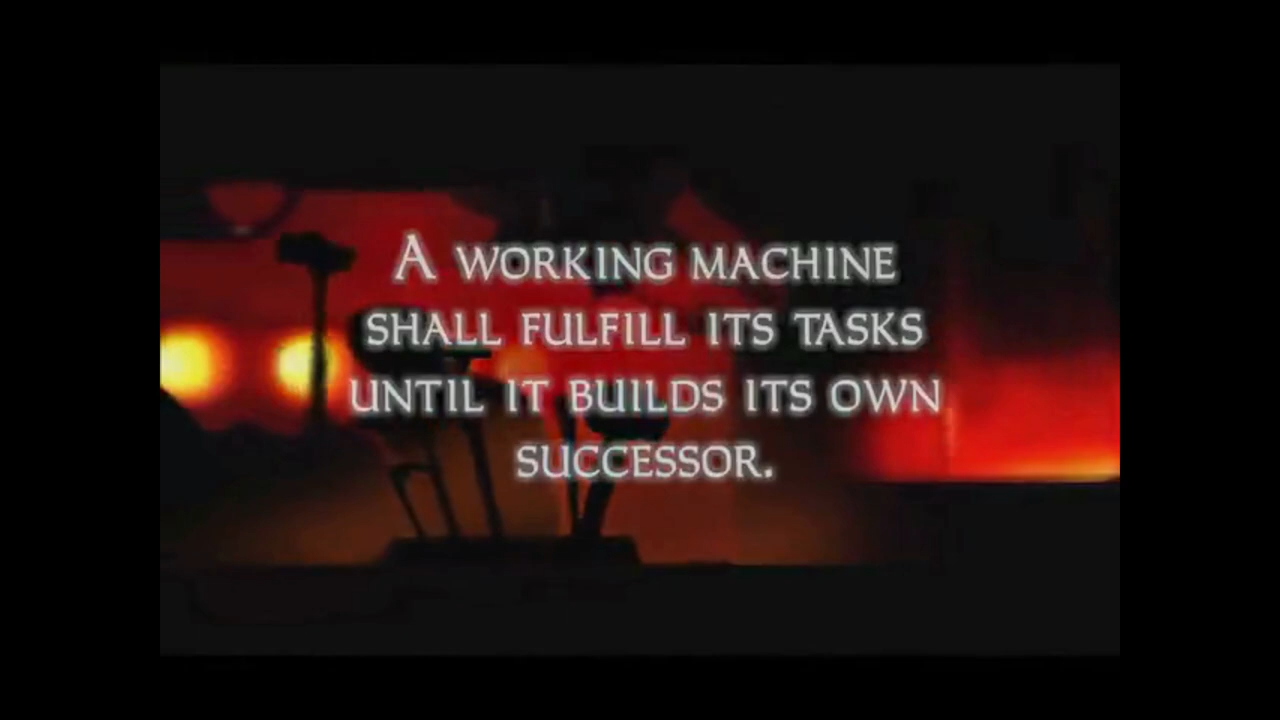 A WORKING MACHINE
SHALL FULFILL ITS TASKS
UNTIL IT BUILDS ITS OWN
SUCCESSOR.